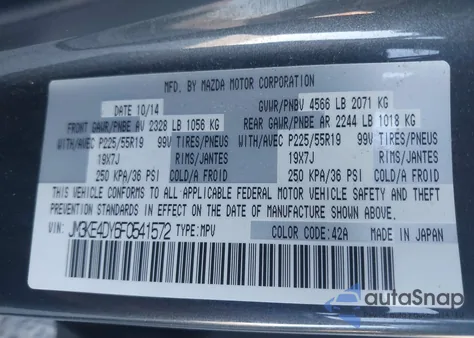 MFD. BY MAZDA MOTOR CORPORATION
DATE 10/14 GVWR/PNBV 4566 LB 2071 KG
FRONT GAWR/PNBE AV 2328 LB 1056 KG REAR GAWR/PNBE AR 2244 LB 1018 KG
WITH/AVEC P225/55R19 99V TIRES/PNEUS WITH/AVEC P225/55R19 99V TIRES/PNEUS
19X7J RIMS/JANTES 19X7J RIMS/JANTES
250 KPA/36 PSI COLD/A FROID 250 KPA/36 PSI COLD/A FROID
THIS VEHICLE CONFORMS TO ALL-APPLICABLE FEDERAL MOTOR VEHICLE SAFETY AND THEFT
PREVENTION STANDARDS IN EFFECT ON THE DATE OF MANUFACTURE SHOWN ABOVE.
VIN: JM3KE4DY6F0541572 TYPE:MPV COLOR CODE:42A MADE IN JAPAN
autoSnap
www.autosnap.com